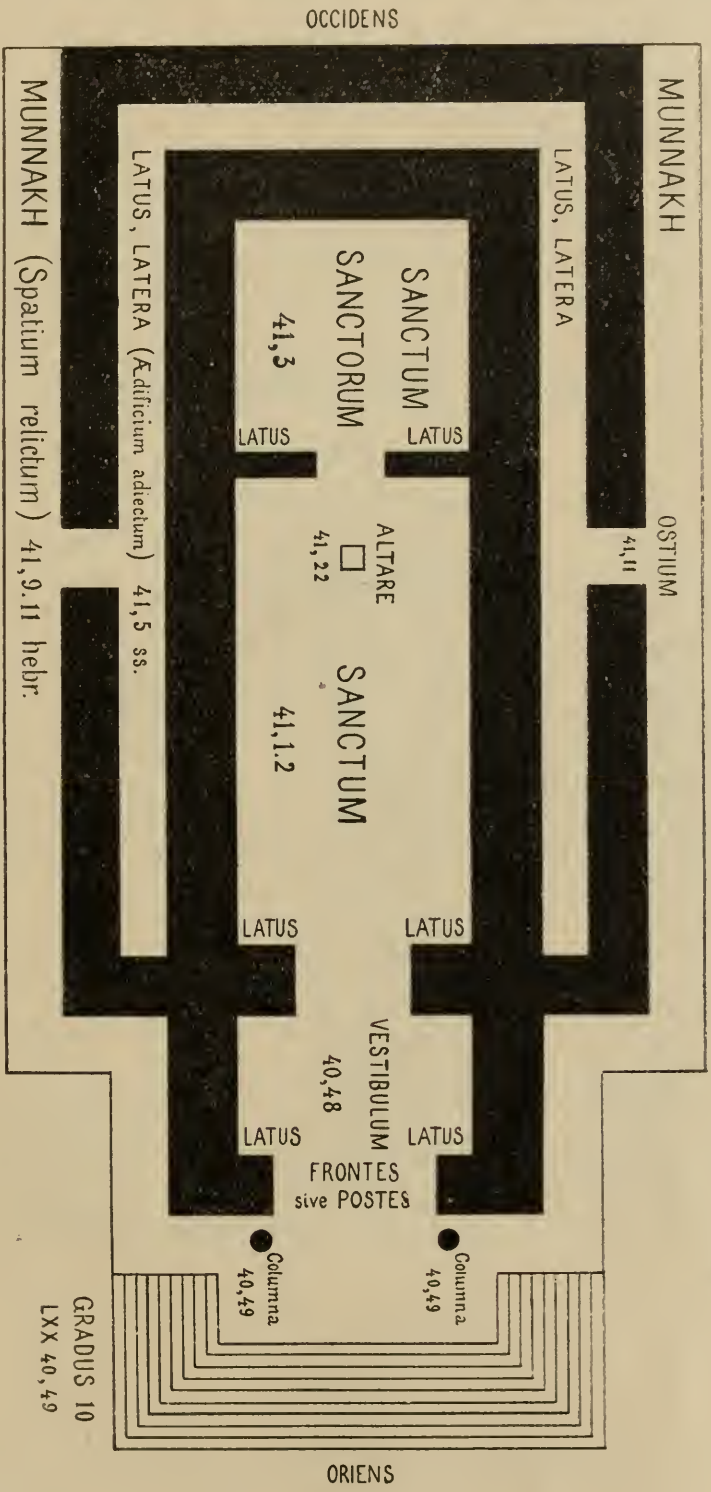 OCCIDENS
MUNNAKH
LATUS, LATERA
OSTIUM
41,11
SANCTUM
SANCTORUM
41,3
LATUS
LATUS
ALTARE
41,22
SANCTUM
41,1.2
LATUS
LATUS
VESTIBULUM
40,48
LATUS
LATUS
FRONTES
sive POSTES
Columna
40,49
Columna
40,49
LATUS, LATERA (Ædificium adiectum) 41,5 ss.
MUNNAKH (Spatium relictum) 41,9.11 hebr.
GRADUS 10
LXX 40,49
ORIENS